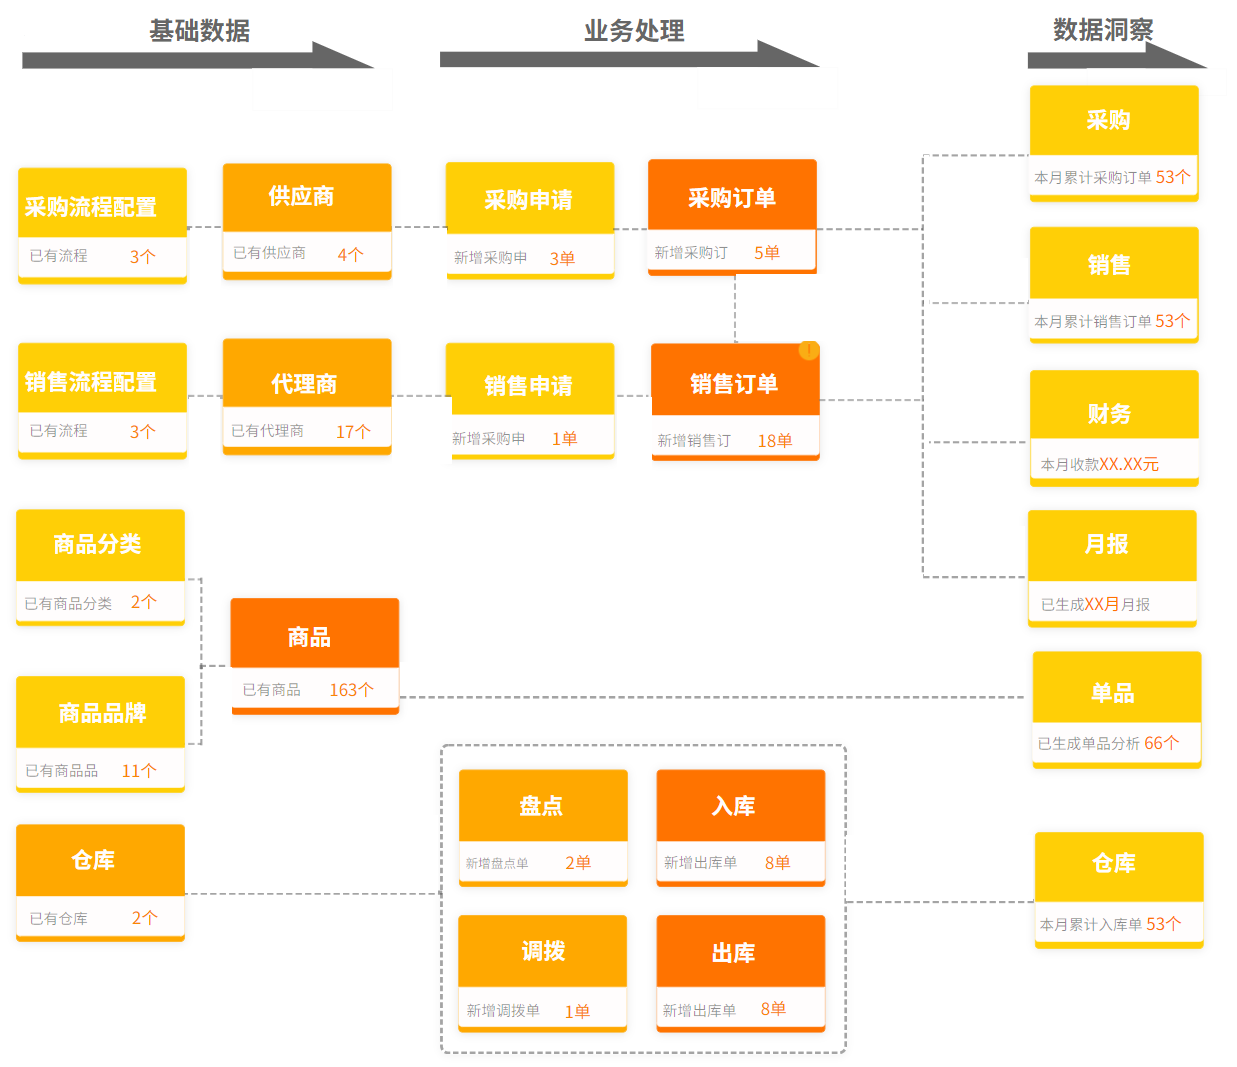 基础数据
业务处理
数据洞察
采购流程配置
已有流程 3个
供应商
已有供应商 4个
采购申请
新增采购申 3单
采购订单
新增采购订 5单
采购
本月累计采购订单 53个
销售
本月累计销售订单 53个
销售流程配置
已有流程 3个
代理商
已有代理商 17个
销售申请
新增采购申 1单
!
销售订单
新增销售订 18单
财务
本月收款XX.XX元
商品分类
已有商品分类 2个
月报
已生成XX月月报
商品
已有商品 163个
商品品牌
已有商品品 11个
单品
已生成单品分析 66个
仓库
已有仓库 2个
盘点
新增盘点单 2单
入库
新增出库单 8单
调拨
新增调拨单 1单
出库
新增出库单 8单
仓库
本月累计入库单 53个